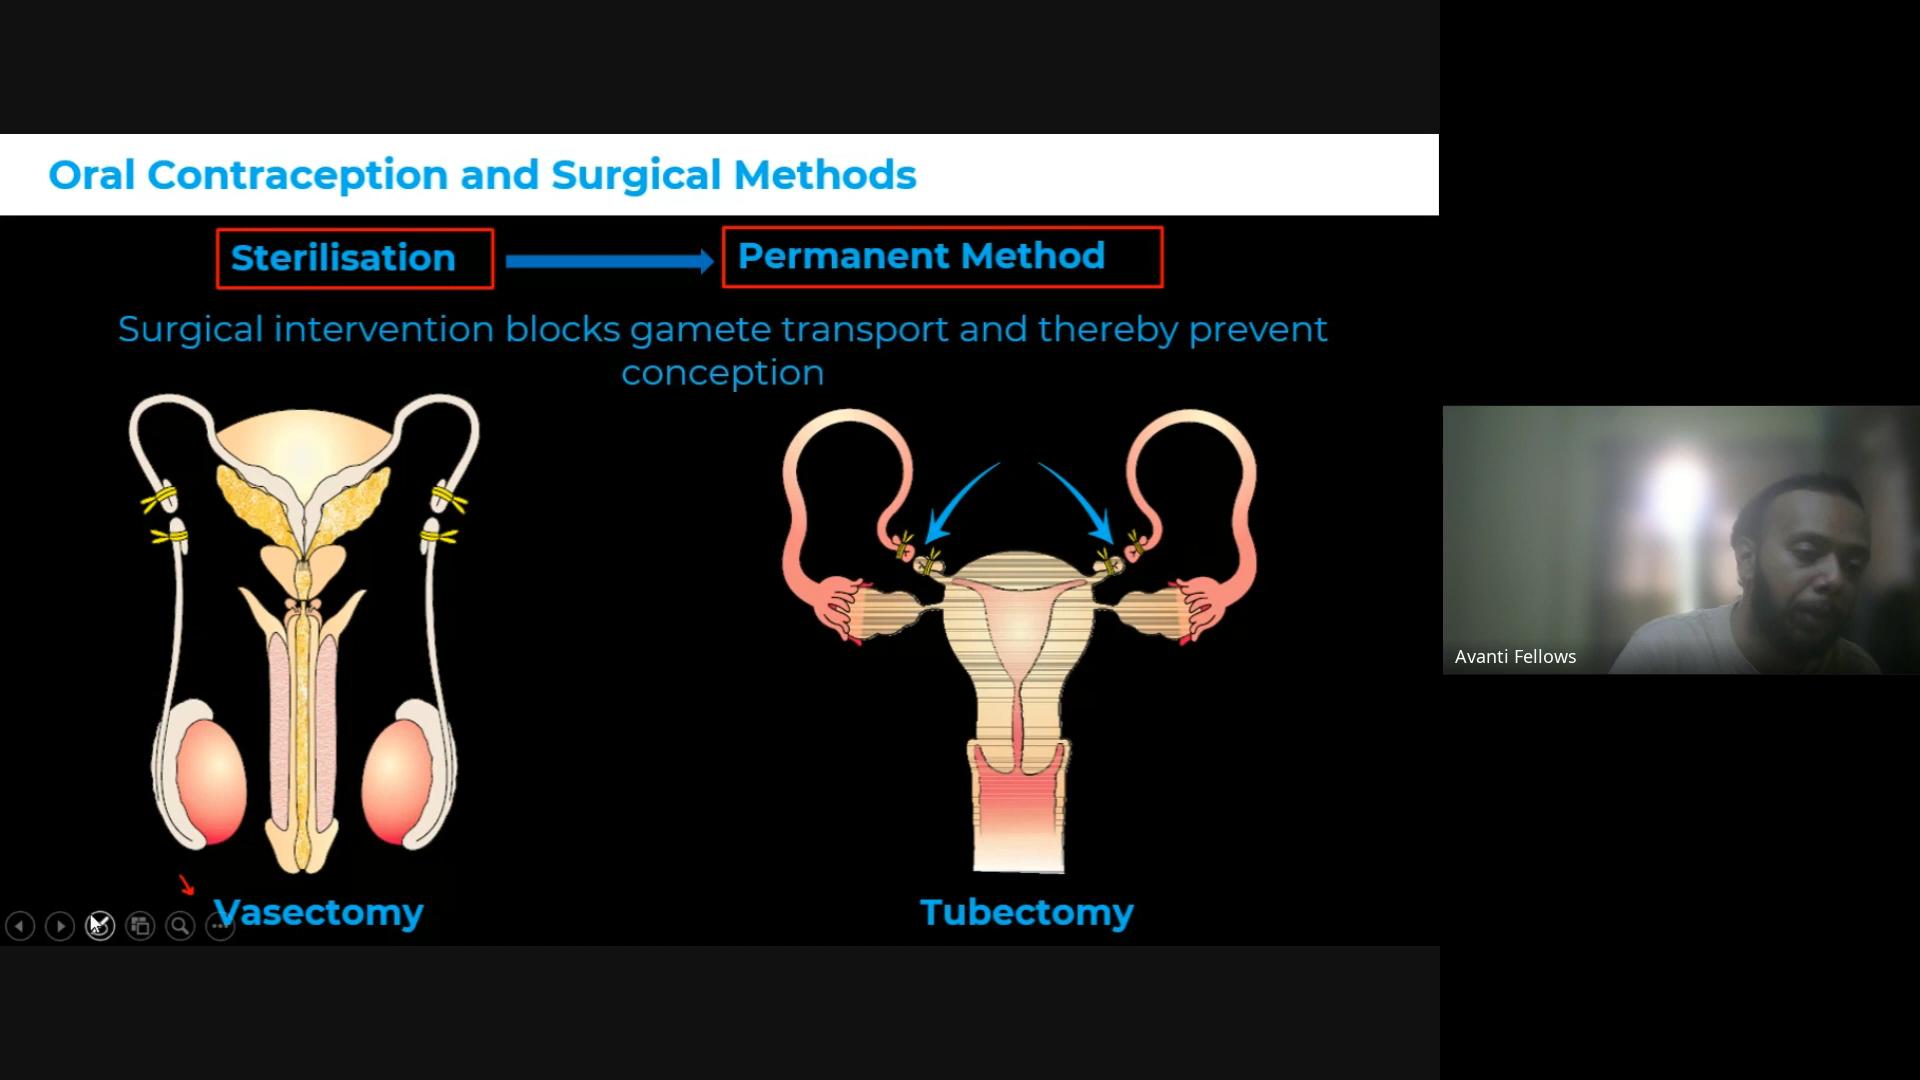 Oral Contraception and Surgical Methods
Sterilisation
Permanent Method
Surgical intervention blocks gamete transport and thereby prevent
conception
Avanti Fellows
Vasectomy
Tubectomy